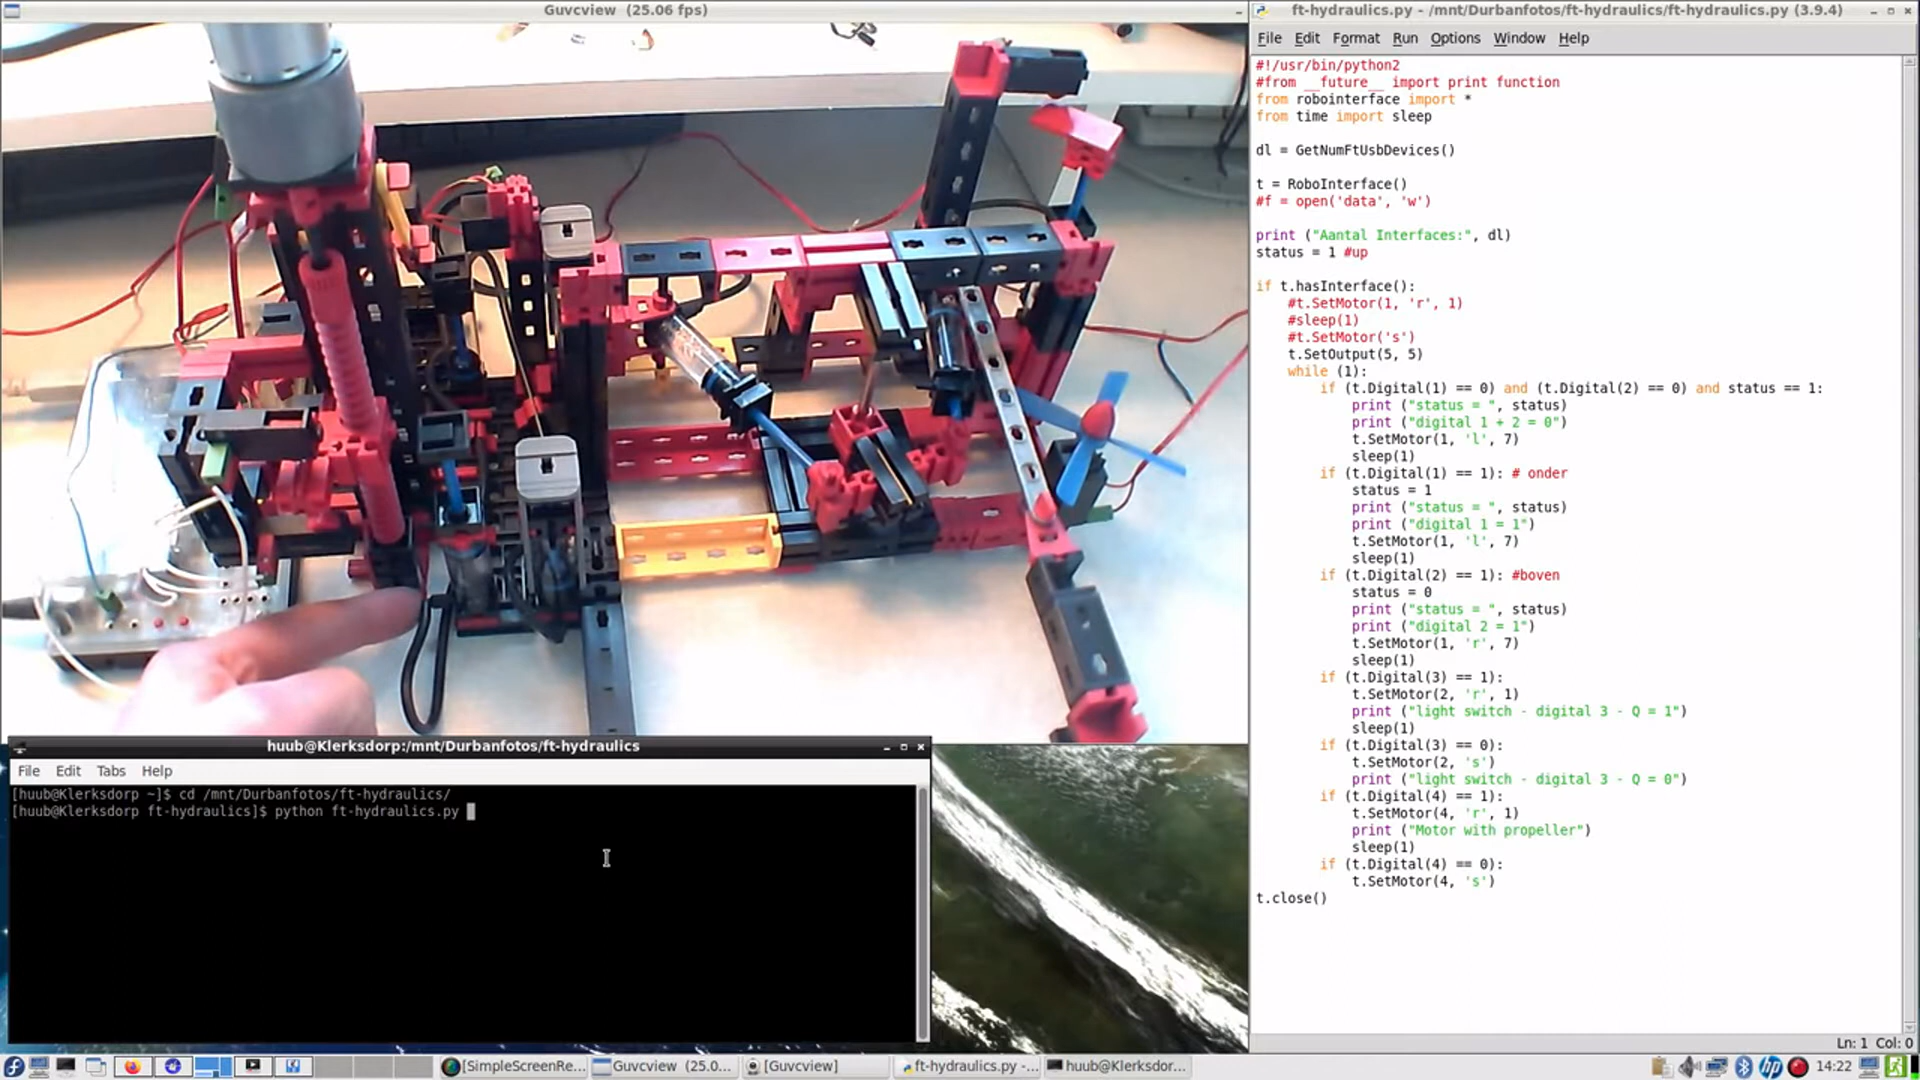 Guvcview (25.06 fps)
ft-hydraulics.py - /mnt/Durbanfotos/ft-hydraulics/ft-hydraulics.py (3.9.4)
File Edit Format Run Options Window Help
#!/usr/bin/python2
#from __future__ import print function
from robointerface import *
from time import sleep
dl = GetNumFtUsbDevices()
t = RoboInterface()
#f = open('data', 'w')
print ("Aantal Interfaces:", dl)
status = 1 #up
if t.hasInterface():
#t.SetMotor(1, 'r', 1)
#sleep(1)
#t.SetMotor('s')
t.SetOutput(5, 5)
while (1):
if (t.Digital(1) == 0) and (t.Digital(2) == 0) and status == 1:
print ("status = ", status)
print ("digital 1 + 2 = 0")
t.SetMotor(1, 'l', 7)
sleep(1)
if (t.Digital(1) == 1): # onder
status = 1
print ("status = ", status)
print ("digital 1 = 1")
t.SetMotor(1, 'l', 7)
sleep(1)
if (t.Digital(2) == 1): #boven
status = 0
print ("status = ", status)
print ("digital 2 = 1")
t.SetMotor(1, 'r', 7)
sleep(1)
if (t.Digital(3) == 1):
t.SetMotor(2, 'r', 1)
print ("light switch - digital 3 - Q = 1")
sleep(1)
if (t.Digital(3) == 0):
t.SetMotor(2, 's')
print ("light switch - digital 3 - Q = 0")
if (t.Digital(4) == 1):
t.SetMotor(4, 'r', 1)
print ("Motor with propeller")
sleep(1)
if (t.Digital(4) == 0):
t.SetMotor(4, 's')
t.close()
Ln: 1 Col: 0
huub@Klerksdorp:/mnt/Durbanfotos/ft-hydraulics
File Edit Tabs Help
[huub@Klerksdorp ~]$ cd /mnt/Durbanfotos/ft-hydraulics/
[huub@Klerksdorp ft-hydraulics]$ python ft-hydraulics.py
[SimpleScreenRe... Guvcview (25.0... [Guvcview] ft-hydraulics.py -... huub@Klerksdor... hp 14:22